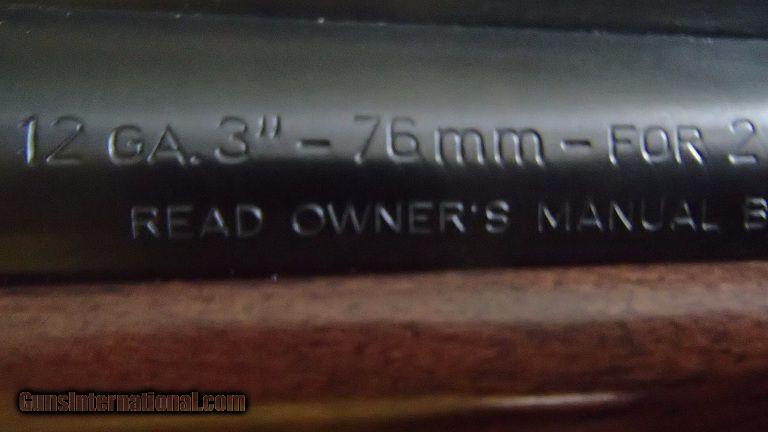 12 GA. 3" - 76mm - FOR 2
READ OWNER'S MANUAL B
GunsInternational.com